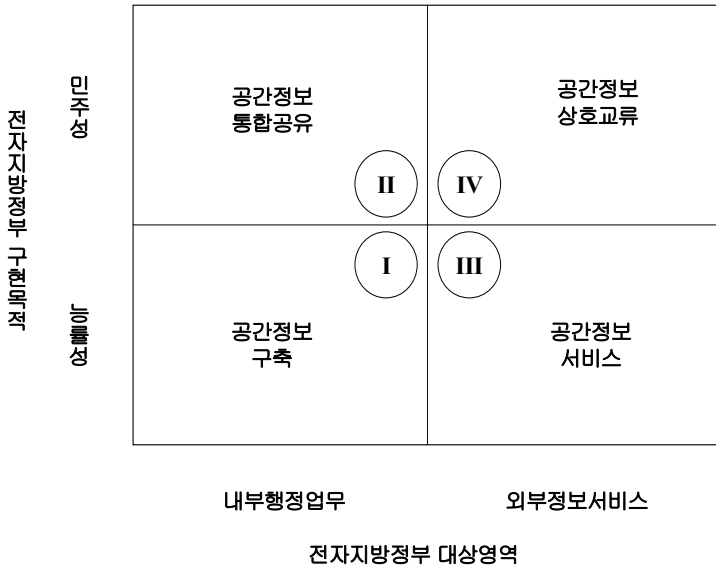 전자지방정부 구현목적
민주성
능률성
공간정보
통합공유
공간정보
상호교류
II
IV
I
III
공간정보
구축
공간정보
서비스
내부행정업무
외부정보서비스
전자지방정부 대상영역